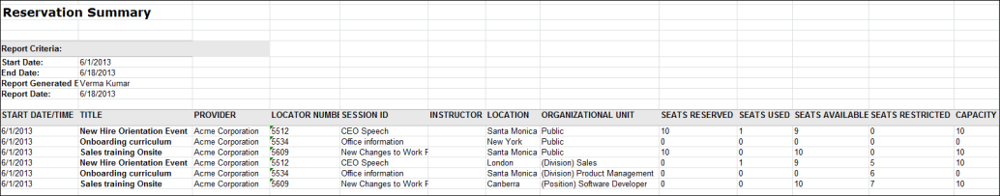 Reservation Summary
Report Criteria:
Start Date: 6/1/2013
End Date: 6/18/2013
Report Generated B Verma Kumar
Report Date: 6/18/2013
START DATE/TIME TITLE PROVIDER LOCATOR NUMBI SESSION ID INSTRUCTOR LOCATION ORGANIZATIONAL UNIT SEATS RESERVED SEATS USED SEATS AVAILABLE SEATS RESTRICTED CAPACITY
6/1/2013 New Hire Orientation Event Acme Corporation 5512 CEO Speech Santa Monica Public 10 1 9 0 10
6/1/2013 Onboarding curriculum Acme Corporation 5534 Office information New York Public 0 0 0 0 0
6/1/2013 Sales training Onsite Acme Corporation 5609 New Changes to Work F Santa Monica Public 10 0 10 0 10
6/1/2013 New Hire Orientation Event Acme Corporation 5512 CEO Speech London (Division) Sales 0 1 9 5 10
6/1/2013 Onboarding curriculum Acme Corporation 5534 Office information Santa Monica (Division) Product Management 0 0 0 6 0
6/1/2013 Sales training Onsite Acme Corporation 5609 New Changes to Work F Canberra (Position) Software Developer 0 0 10 7 10